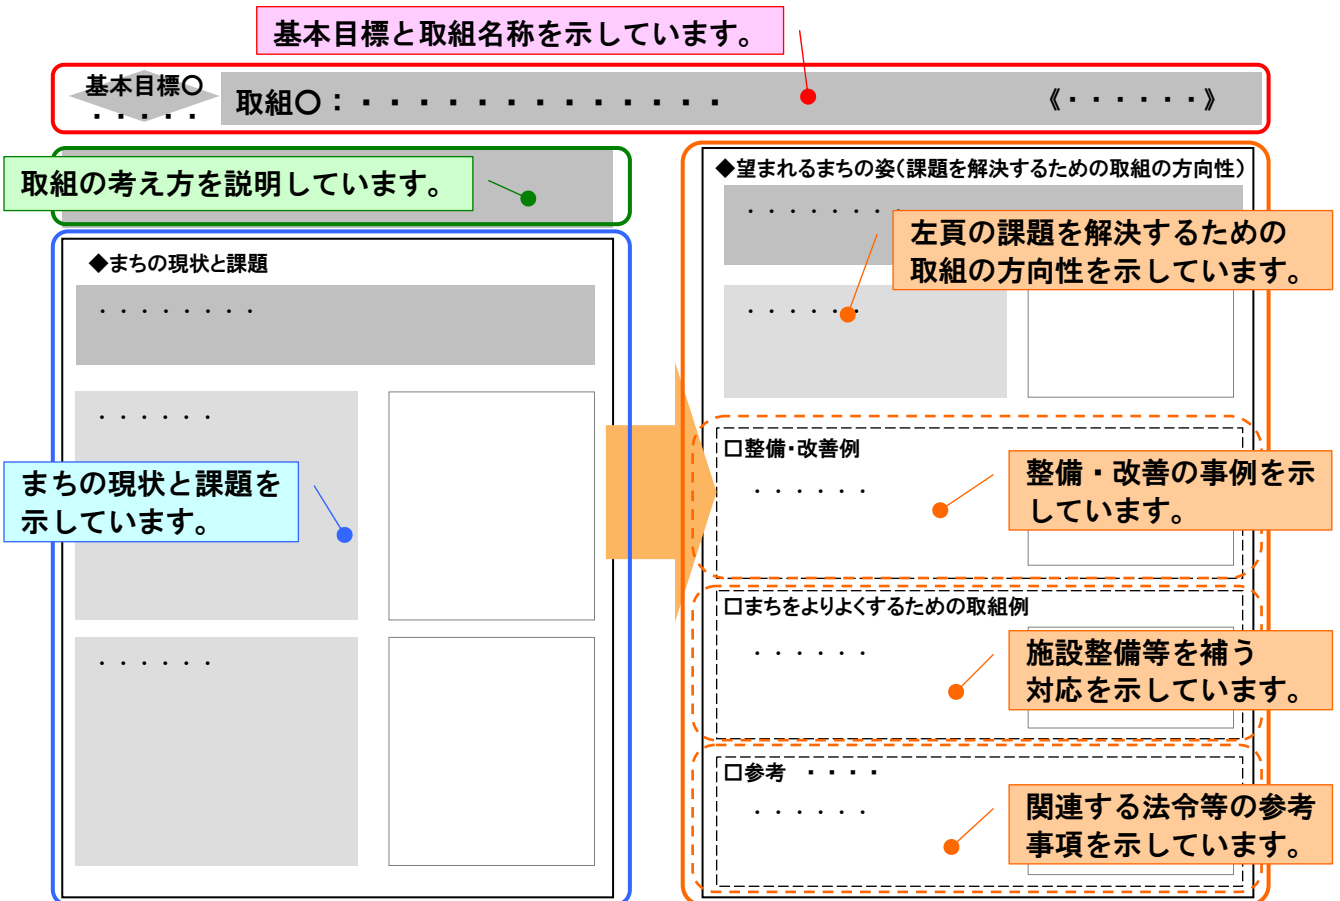 基本目標と取組名称を示しています。
基本目標〇
・・・・・
取組〇：・・・・・・・・・・・・・
《・・・・・・》
取組の考え方を説明しています。
◆まちの現状と課題
・・・・・・・・
・・・・・・
まちの現状と課題を
示しています。
・・・・・・
◆望まれるまちの姿（課題を解決するための取組の方向性）
・・・・・・・・
左頁の課題を解決するための
取組の方向性を示しています。
・・・・・・
□整備・改善例
・・・・・・
整備・改善の事例を示
しています。
□まちをよりよくするための取組例
・・・・・・
施設整備等を補う
対応を示しています。
□参考　・・・・
・・・・・・
関連する法令等の参考
事項を示しています。